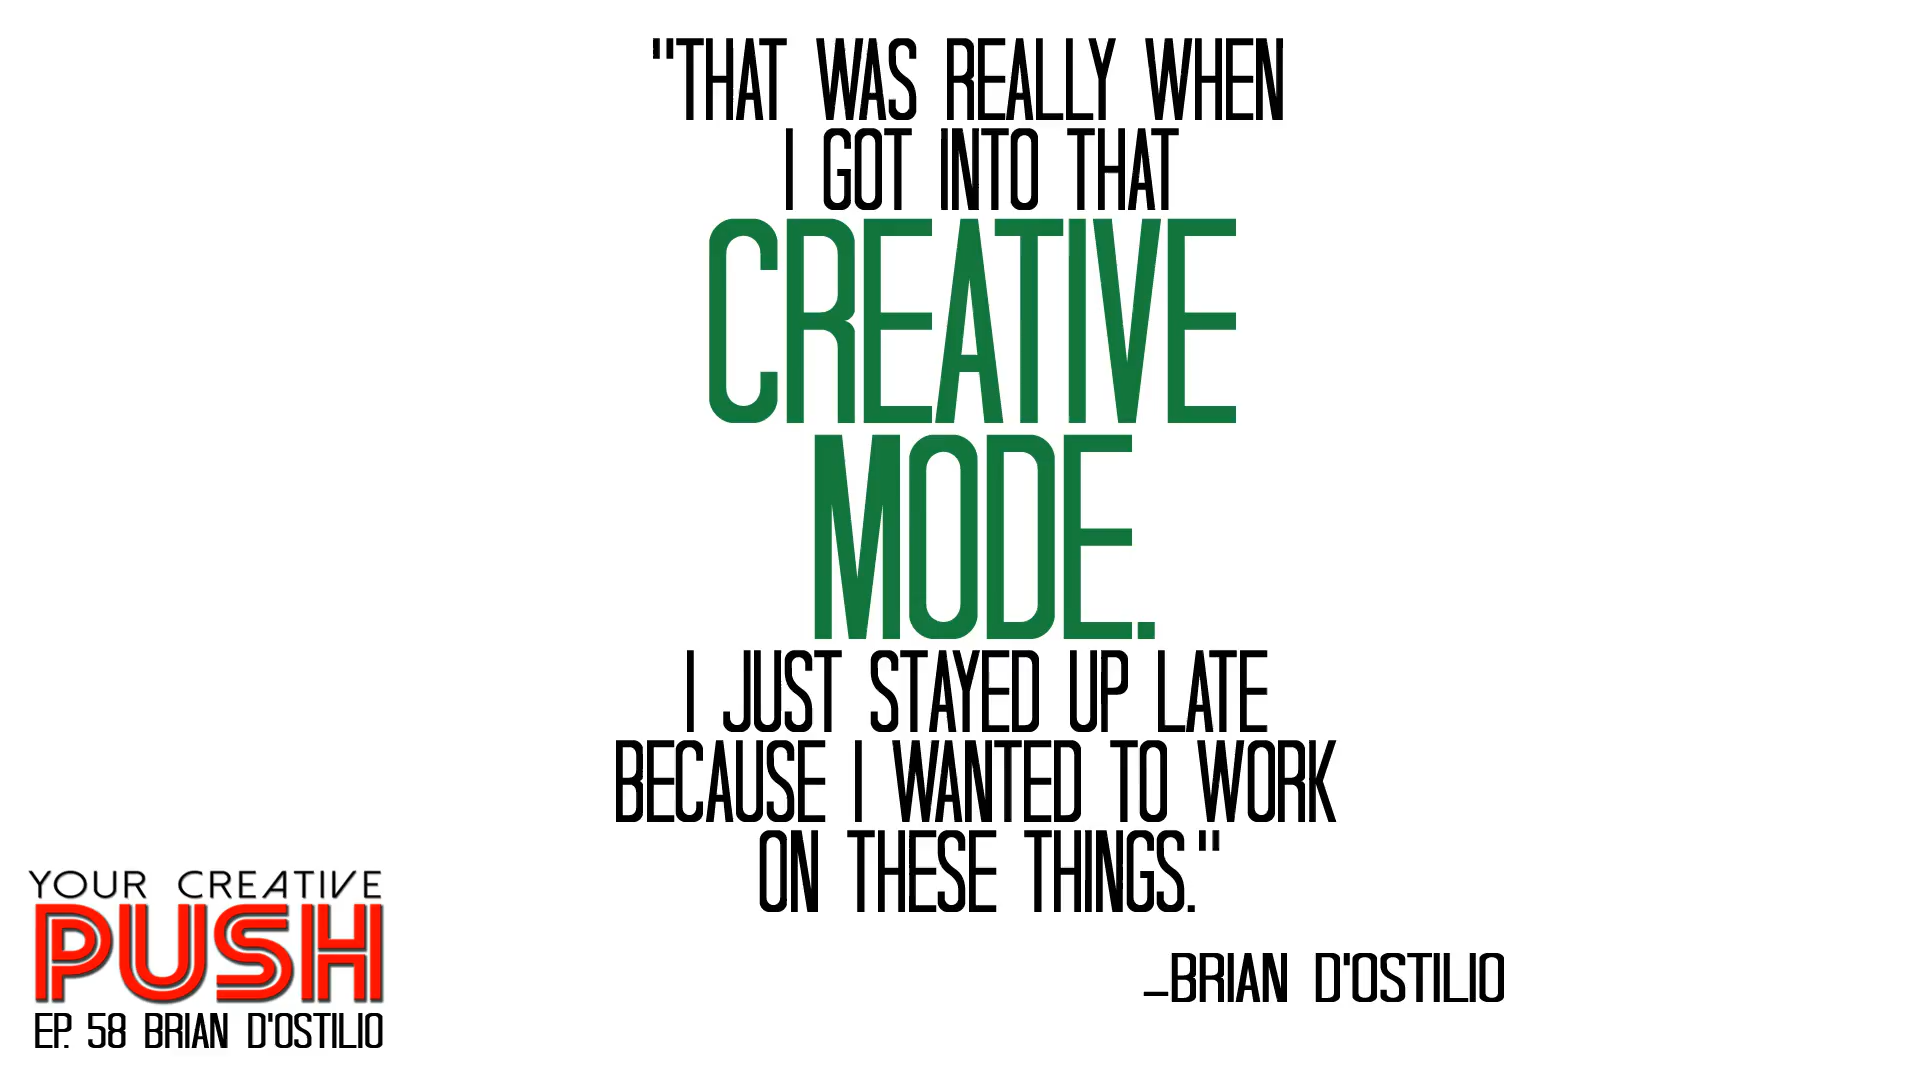 "THAT WAS REALLY WHEN
I GOT INTO THAT
CREATIVE
MODE.
I JUST STAYED UP LATE
BECAUSE I WANTED TO WORK
ON THESE THINGS."
–BRIAN D'OSTILIO
YOUR CREATIVE
PUSH
EP. 58 BRIAN D'OSTILIO